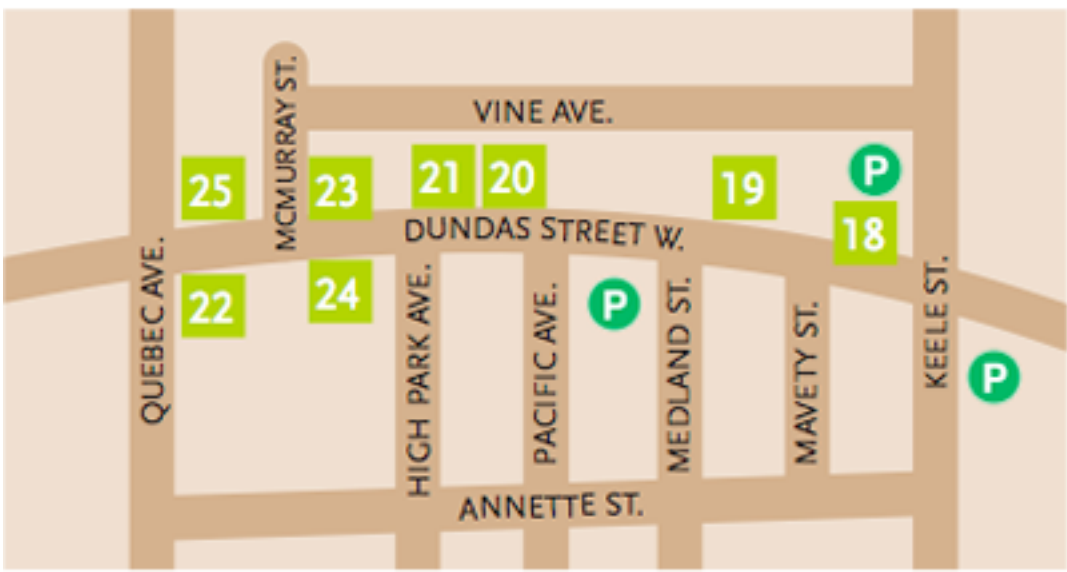 MCMURRAY ST.
VINE AVE.
25
23
21
20
19
P
18
DUNDAS STREET W.
22
24
P
QUEBEC AVE.
HIGH PARK AVE.
PACIFIC AVE.
MEDLAND ST.
MAVETY ST.
KEELE ST.
P
ANNETTE ST.